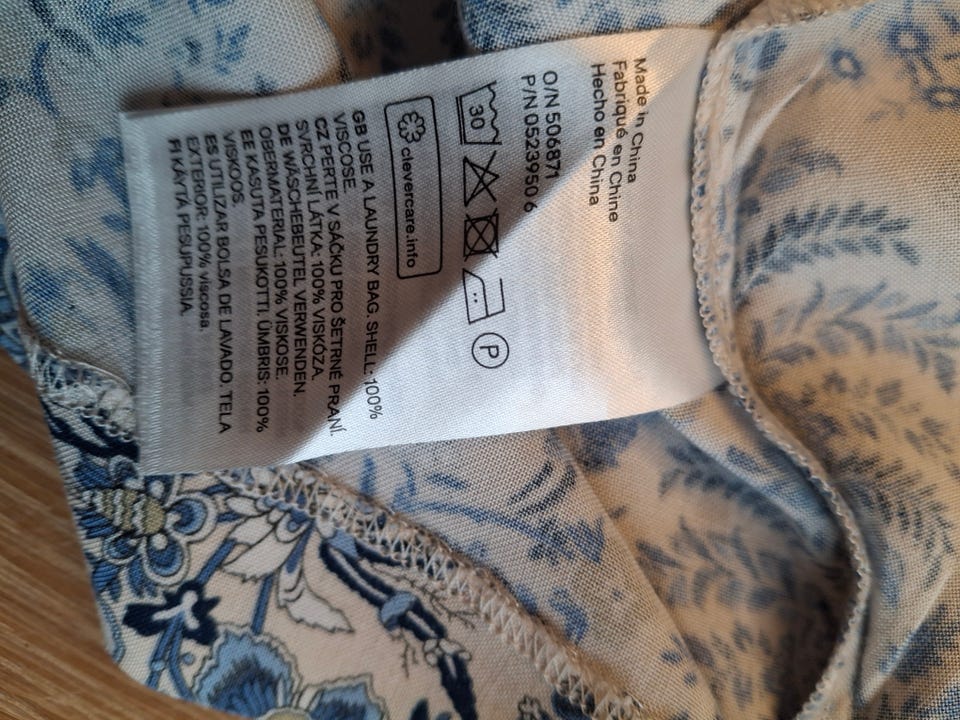 Made in China
Fabriqué en Chine
Hecho en China
O/N 506871
P/N 0523950 6
30
P
clevercare.info
GB USE A LAUNDRY BAG. SHELL: 100%
VISCOSE.
CZ PERTE V SÁČKU PRO ŠETRNÉ PRANÍ.
SVRCHNÍ LÁTKA: 100% VISKOZA.
DE WÄSCHEBEUTEL VERWENDEN.
OBERMATERIAL: 100% VISKOSE.
EE KASUTA PESUKOTTI. ÜMBRIS: 100%
VISKOOS.
ES UTILIZAR BOLSA DE LAVADO. TELA
EXTERIOR: 100% viscosa.
FI KÄYTÄ PESUPUSSIA.